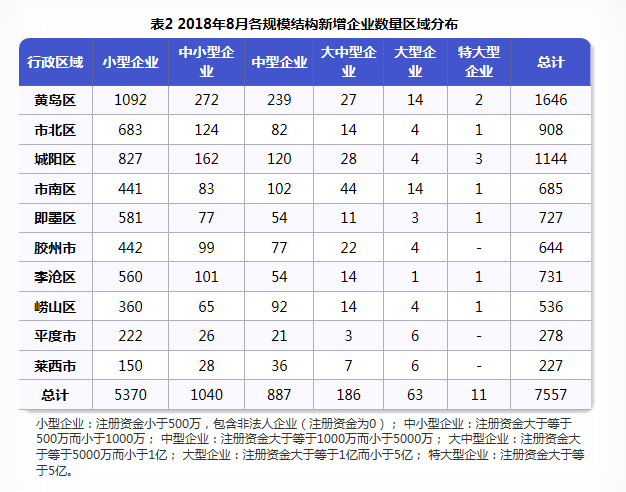 表2 2018年8月各规模结构新增企业数量区域分布
行政区域 小型企业 中小型企业 中型企业 大中型企业 大型企业 特大型企业 总计
黄岛区 1092 272 239 27 14 2 1646
市北区 683 124 82 14 4 1 908
城阳区 827 162 120 28 4 3 1144
市南区 441 83 102 44 14 1 685
即墨区 581 77 54 11 3 1 727
胶州市 442 99 77 22 4 - 644
李沧区 560 101 54 14 1 1 731
崂山区 360 65 92 14 4 1 536
平度市 222 26 21 3 6 - 278
莱西市 150 28 36 7 6 - 227
总计 5370 1040 887 186 63 11 7557
小型企业：注册资金小于500万，包含非法人企业（注册资金为0）； 中小型企业：注册资金大于等于
500万而小于1000万； 中型企业：注册资金大于等于1000万而小于5000万； 大中型企业：注册资金大
于等于5000万而小于1亿； 大型企业：注册资金大于等于1亿而小于5亿； 特大型企业：注册资金大于等
于5亿。